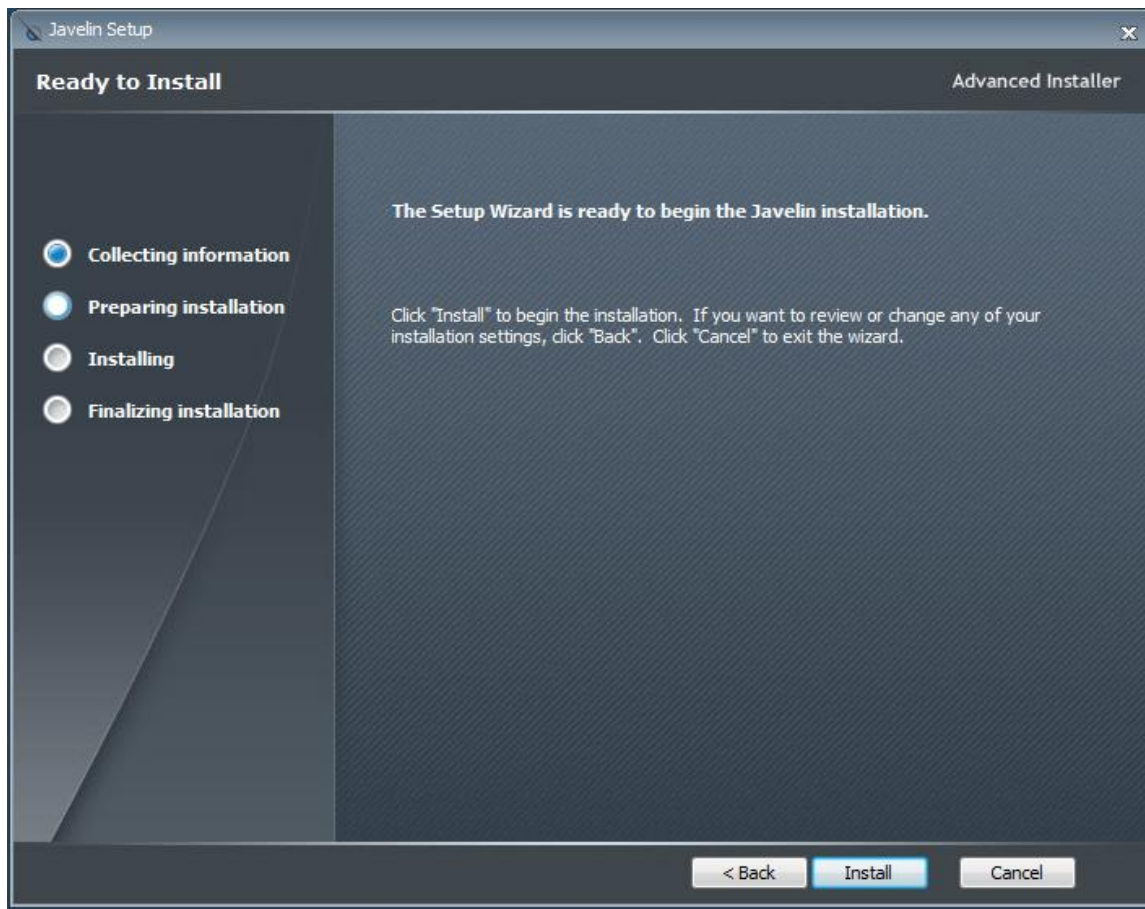 Javelin Setup
Ready to Install
Advanced Installer
Collecting information
Preparing installation
Installing
Finalizing installation
The Setup Wizard is ready to begin the Javelin installation.
Click "Install" to begin the installation. If you want to review or change any of your
installation settings, click "Back". Click "Cancel" to exit the wizard.
< Back
Install
Cancel